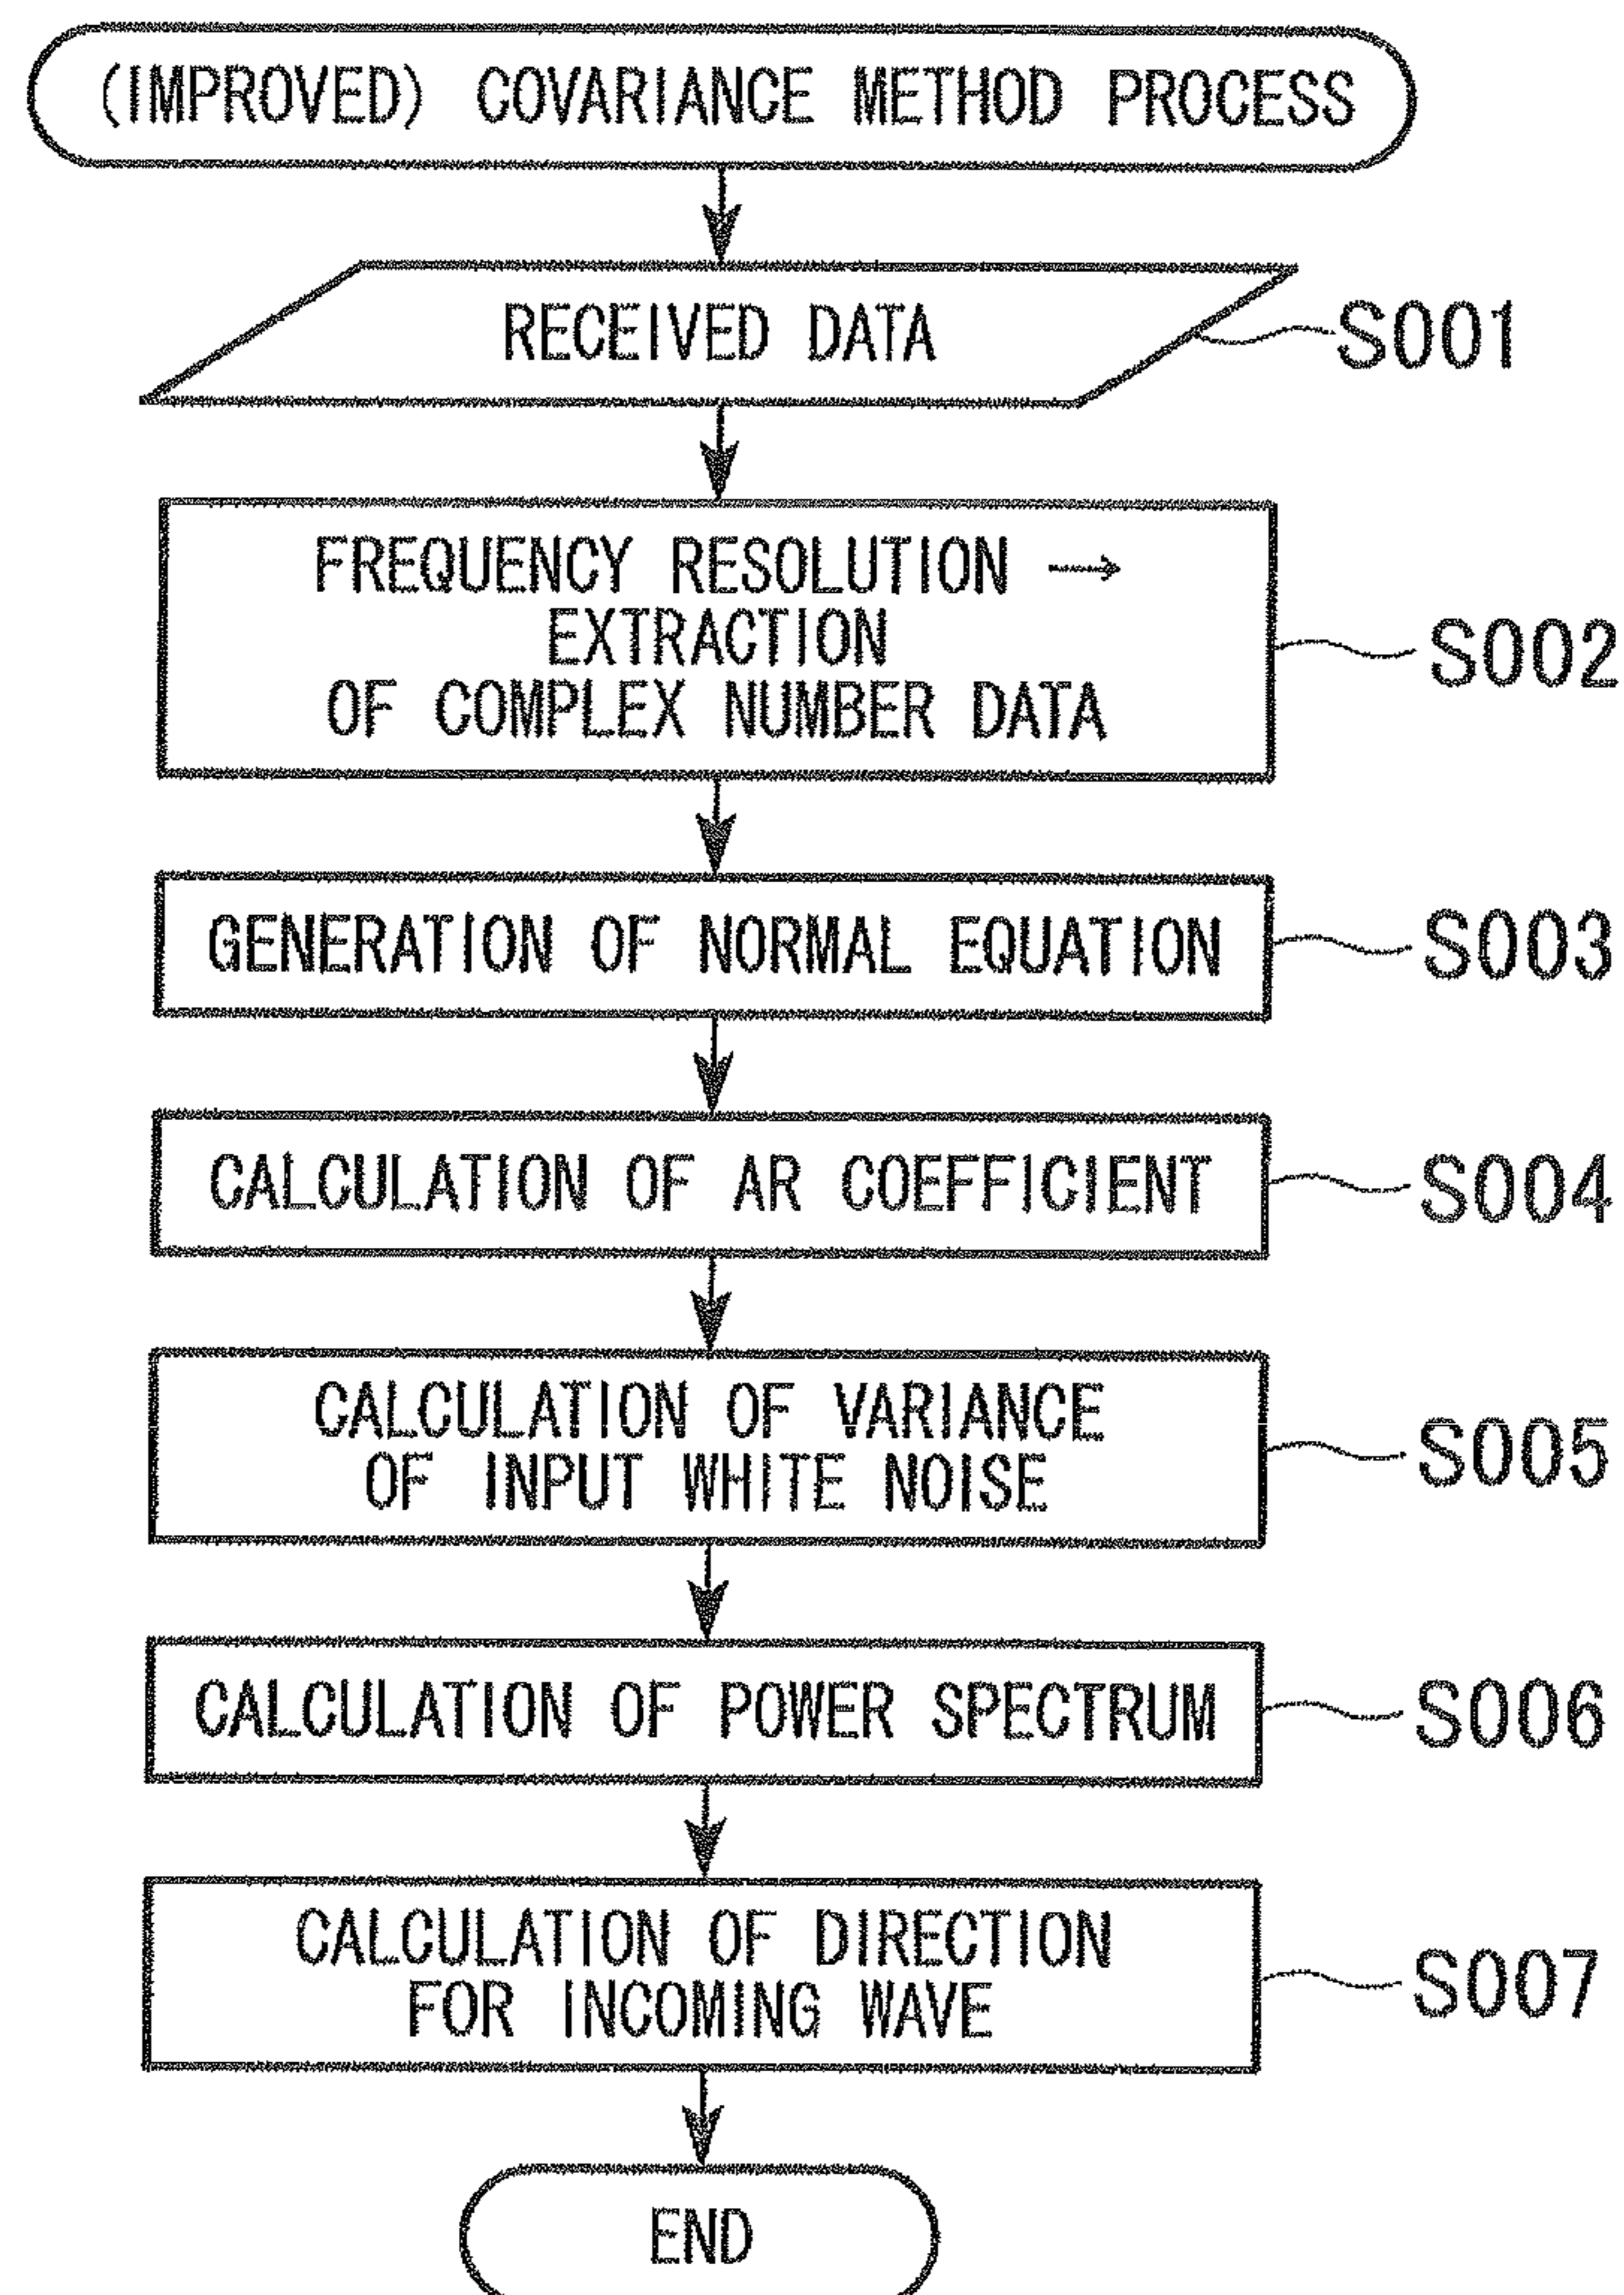 (IMPROVED) COVARIANCE METHOD PROCESS
RECEIVED DATA
S001
FREQUENCY RESOLUTION →
EXTRACTION
OF COMPLEX NUMBER DATA
S002
GENERATION OF NORMAL EQUATION
S003
CALCULATION OF AR COEFFICIENT
S004
CALCULATION OF VARIANCE
OF INPUT WHITE NOISE
S005
CALCULATION OF POWER SPECTRUM
S006
CALCULATION OF DIRECTION
FOR INCOMING WAVE
S007
END